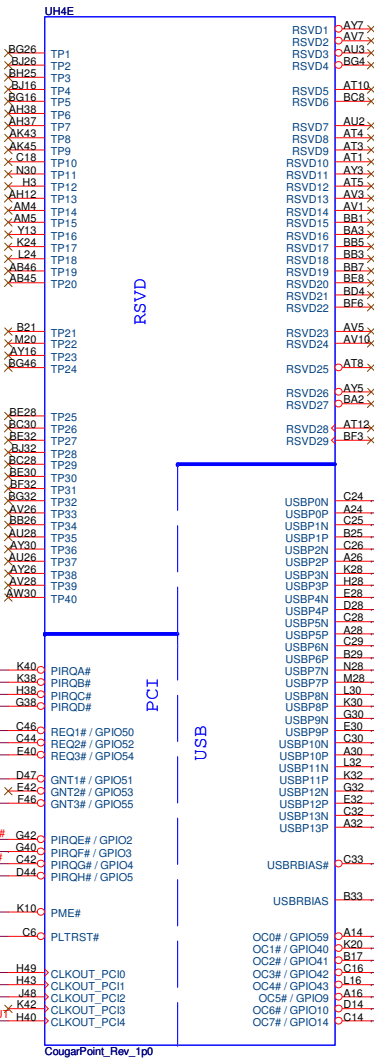 UH4E
BG26 TP1
BJ26 TP2
BH25 TP3
BJ16 TP4
BG16 TP5
AH38 TP6
AH37 TP7
AK43 TP8
AK45 TP9
C18 TP10
N30 TP11
H3 TP12
AH12 TP13
AM4 TP14
AM5 TP15
Y13 TP16
K24 TP17
L24 TP18
AB46 TP19
AB45 TP20
B21 TP21
M20 TP22
AY16 TP23
BG46 TP24
BE28 TP25
BC30 TP26
BE32 TP27
BJ32 TP28
BC28 TP29
BE30 TP30
BF32 TP31
BG32 TP32
AV26 TP33
BB26 TP34
AU28 TP35
AY30 TP36
AU26 TP37
AY26 TP38
AV28 TP39
AW30 TP40
RSVD
RSVD1 AY7
RSVD2 AV7
RSVD3 AU3
RSVD4 BG4
RSVD5 AT10
RSVD6 BC8
RSVD7 AU2
RSVD8 AT4
RSVD9 AT3
RSVD10 AT1
RSVD11 AY3
RSVD12 AT5
RSVD13 AV3
RSVD14 AV1
RSVD15 BB1
RSVD16 BA3
RSVD17 BB5
RSVD18 BB3
RSVD19 BB7
RSVD20 BE8
RSVD21 BD4
RSVD22 BF6
RSVD23 AV5
RSVD24 AV10
RSVD25 AT8
RSVD26 AY5
RSVD27 BA2
RSVD28 AT12
RSVD29 BF3
K40 PIRQA#
K38 PIRQB#
H38 PIRQC#
G38 PIRQD#
C46 REQ1# / GPIO50
C44 REQ2# / GPIO52
E40 REQ3# / GPIO54
D47 GNT1# / GPIO51
E42 GNT2# / GPIO53
F46 GNT3# / GPIO55
G42 PIRQE# / GPIO2
G40 PIRQF# / GPIO3
C42 PIRQG# / GPIO4
D44 PIRQH# / GPIO5
K10 PME#
C6 PLTRST#
H49 CLKOUT_PCI0
H43 CLKOUT_PCI1
J48 CLKOUT_PCI2
K42 CLKOUT_PCI3
H40 CLKOUT_PCI4
PCI
USB
USBP0N C24
USBP0P A24
USBP1N C25
USBP1P B25
USBP2N C26
USBP2P A26
USBP3N K28
USBP3P H28
USBP4N E28
USBP4P D28
USBP5N C28
USBP5P A28
USBP6N C29
USBP6P B29
USBP7N N28
USBP7P M28
USBP8N L30
USBP8P K30
USBP9N G30
USBP9P E30
USBP10N C30
USBP10P A30
USBP11N L32
USBP11P K32
USBP12N G32
USBP12P E32
USBP13N C32
USBP13P A32
USBRBIAS# C33
USBRBIAS B33
OC0# / GPIO59 A14
OC1# / GPIO40 K20
OC2# / GPIO41 B17
OC3# / GPIO42 C16
OC4# / GPIO43 L16
OC5# / GPIO9 A16
OC6# / GPIO10 D14
OC7# / GPIO14 C14
CougarPoint_Rev_1p0